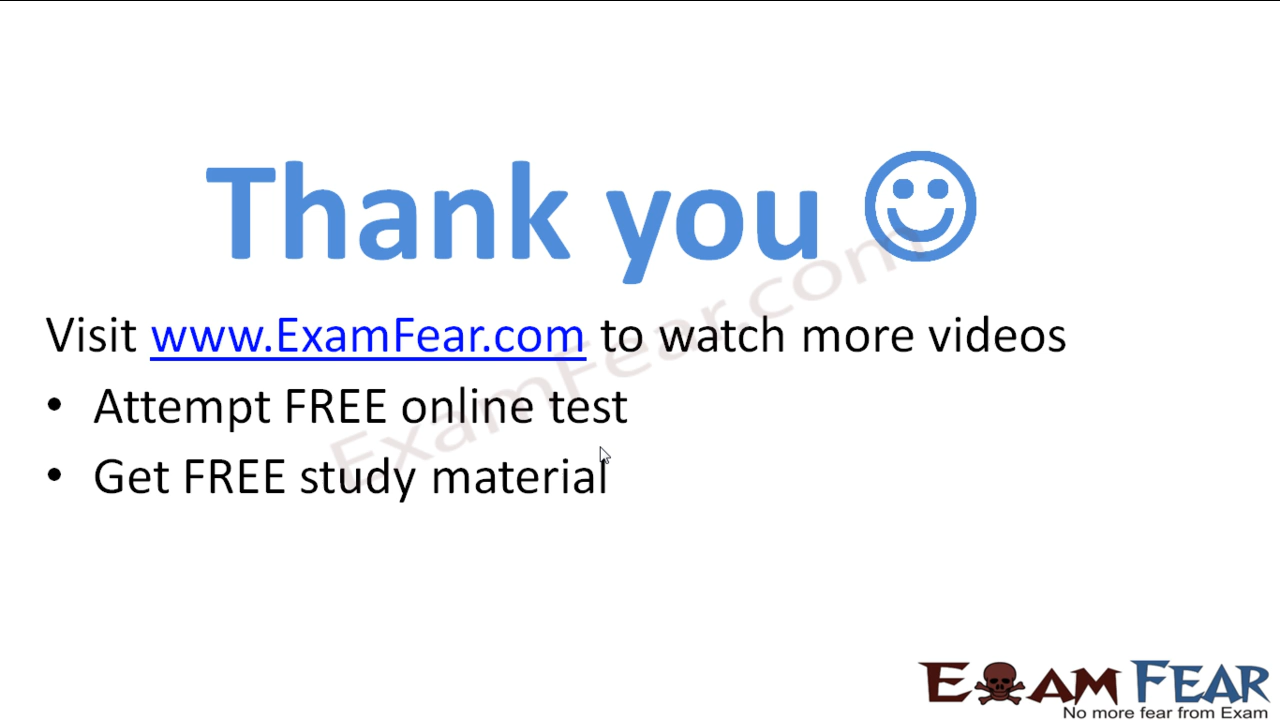 Thank you ☺
Visit www.ExamFear.com to watch more videos
• Attempt FREE online test
• Get FREE study material
ExamFear.com
EXAM FEAR
No more fear from Exam